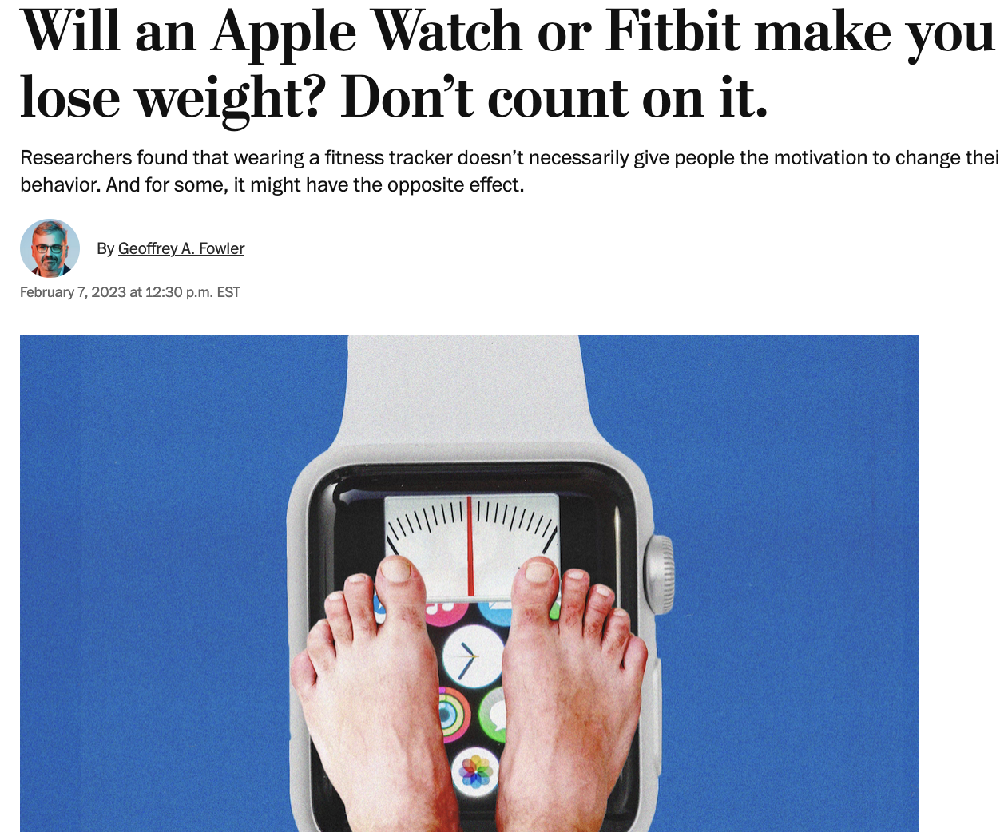 Will an Apple Watch or Fitbit make you
lose weight? Don’t count on it.
Researchers found that wearing a fitness tracker doesn’t necessarily give people the motivation to change thei
behavior. And for some, it might have the opposite effect.
By Geoffrey A. Fowler
February 7, 2023 at 12:30 p.m. EST